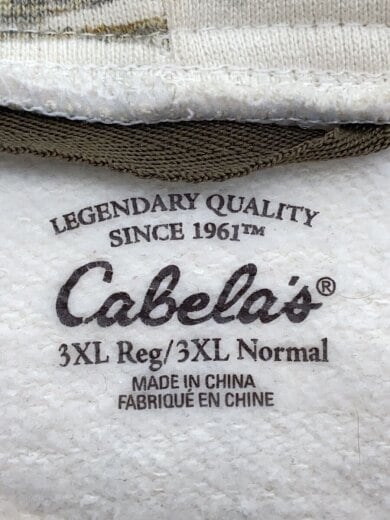 LEGENDARY QUALITY
SINCE 1961™
Cabela's®
3XL Reg/3XL Normal
MADE IN CHINA
FABRIQUÉ EN CHINE